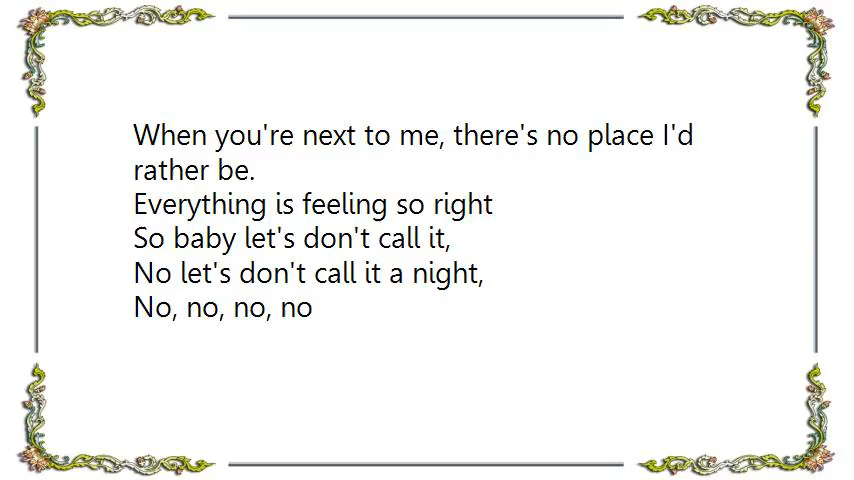 When you're next to me, there's no place I'd
rather be.
Everything is feeling so right
So baby let's don't call it,
No let's don't call it a night,
No, no, no, no